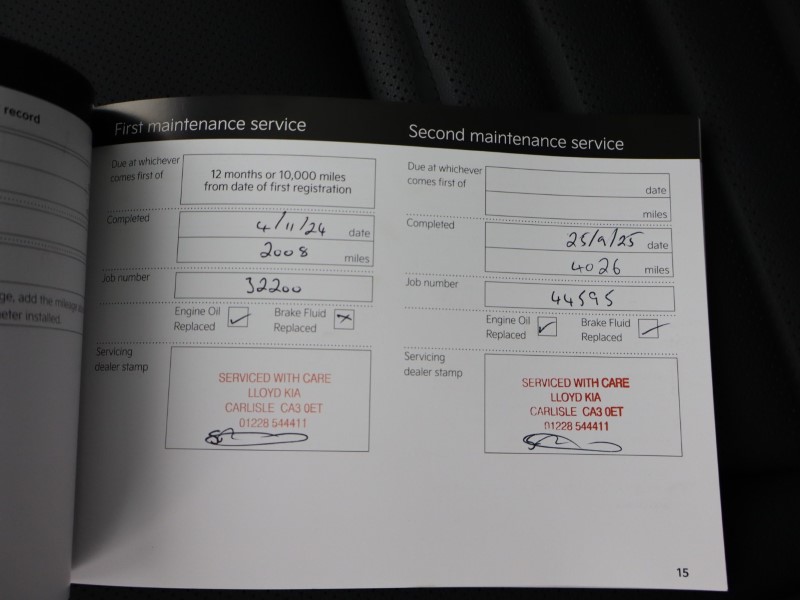 record
ge, add the mileage
eter installed.
First maintenance service
Due at whichever
comes first of
12 months or 10,000 miles
from date of first registration
Completed
4/11/24 date
2008 miles
Job number
32200
Engine Oil
Replaced
Brake Fluid
Replaced
Servicing
dealer stamp
SERVICED WITH CARE
LLOYD KIA
CARLISLE CA3 0ET
01228 544411
Second maintenance service
Due at whichever
comes first of
date
miles
Completed
25/9/25 date
4026 miles
Job number
44595
Engine Oil
Replaced
Brake Fluid
Replaced
Servicing
dealer stamp
SERVICED WITH CARE
LLOYD KIA
CARLISLE CA3 0ET
01228 544411
15